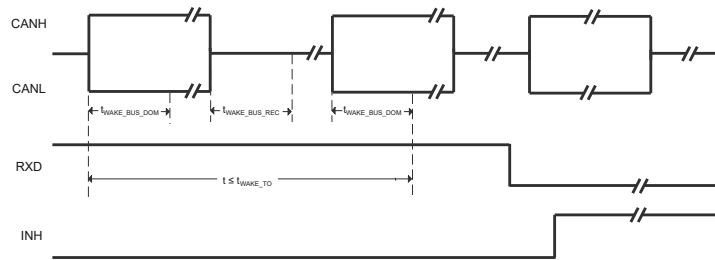 CANH
CANL
tWAKE_BUS_DOM
tWAKE_BUS_REC
tWAKE_BUS_DOM
RXD
t ≤ tWAKE_TO
INH